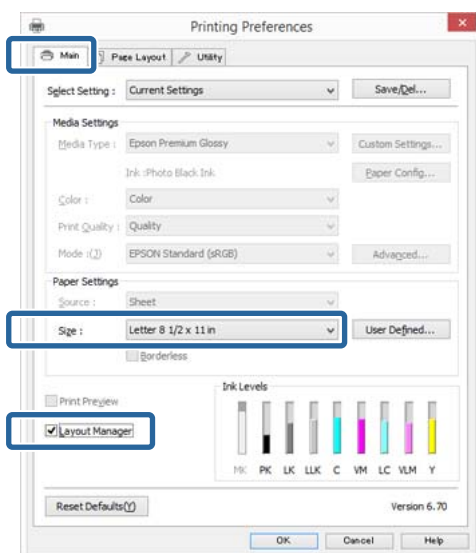 Printing Preferences
Main Page Layout Utility
Select Setting : Current Settings Save/Del...
Media Settings
Media Type : Epson Premium Glossy Custom Settings...
Ink :Photo Black Ink Paper Config...
Color : Color
Print Quality : Quality
Mode :(J) EPSON Standard (sRGB) Advanced...
Paper Settings
Source : Sheet
Size : Letter 8 1/2 x 11 in User Defined...
Borderless
Ink Levels
Print Preview
Layout Manager
MK PK LK LLK C VM LC VLM Y
Reset Defaults(Y) Version 6.70
OK Cancel Help